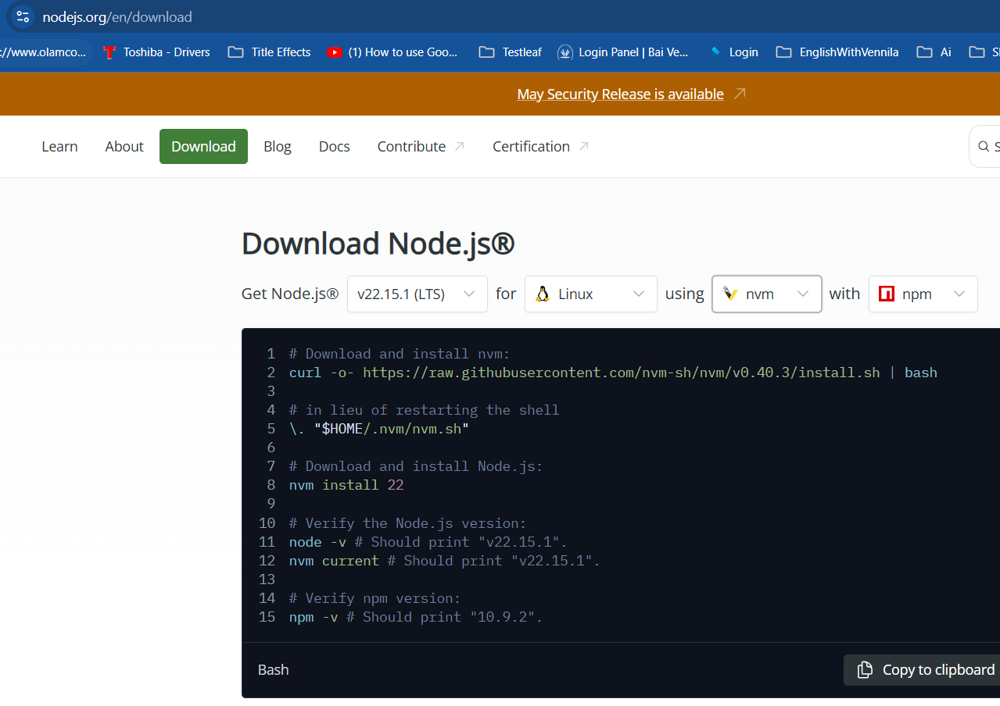 nodejs.org/en/download
://www.olamco... Toshiba - Drivers Title Effects (1) How to use Goo... Testleaf Login Panel | Bai Ve... Login EnglishWithVennila Ai
May Security Release is available
Learn About Download Blog Docs Contribute Certification
Download Node.js®
Get Node.js® v22.15.1 (LTS) for Linux using nvm with npm
1 # Download and install nvm:
2 curl -o- https://raw.githubusercontent.com/nvm-sh/nvm/v0.40.3/install.sh | bash
3
4 # in lieu of restarting the shell
5 \. "$HOME/.nvm/nvm.sh"
6
7 # Download and install Node.js:
8 nvm install 22
9
10 # Verify the Node.js version:
11 node -v # Should print "v22.15.1".
12 nvm current # Should print "v22.15.1".
13
14 # Verify npm version:
15 npm -v # Should print "10.9.2".
Bash Copy to clipboard